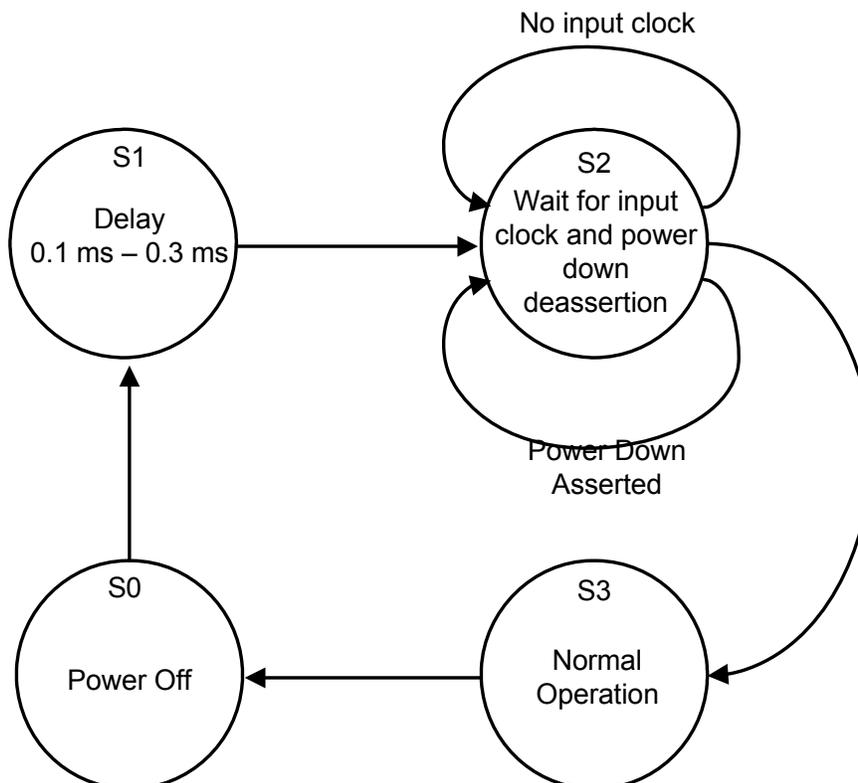 No input clock
S1
Delay
0.1 ms – 0.3 ms
S2
Wait for input
clock and power
down
deassertion
Power Down
Asserted
S0
Power Off
S3
Normal
Operation